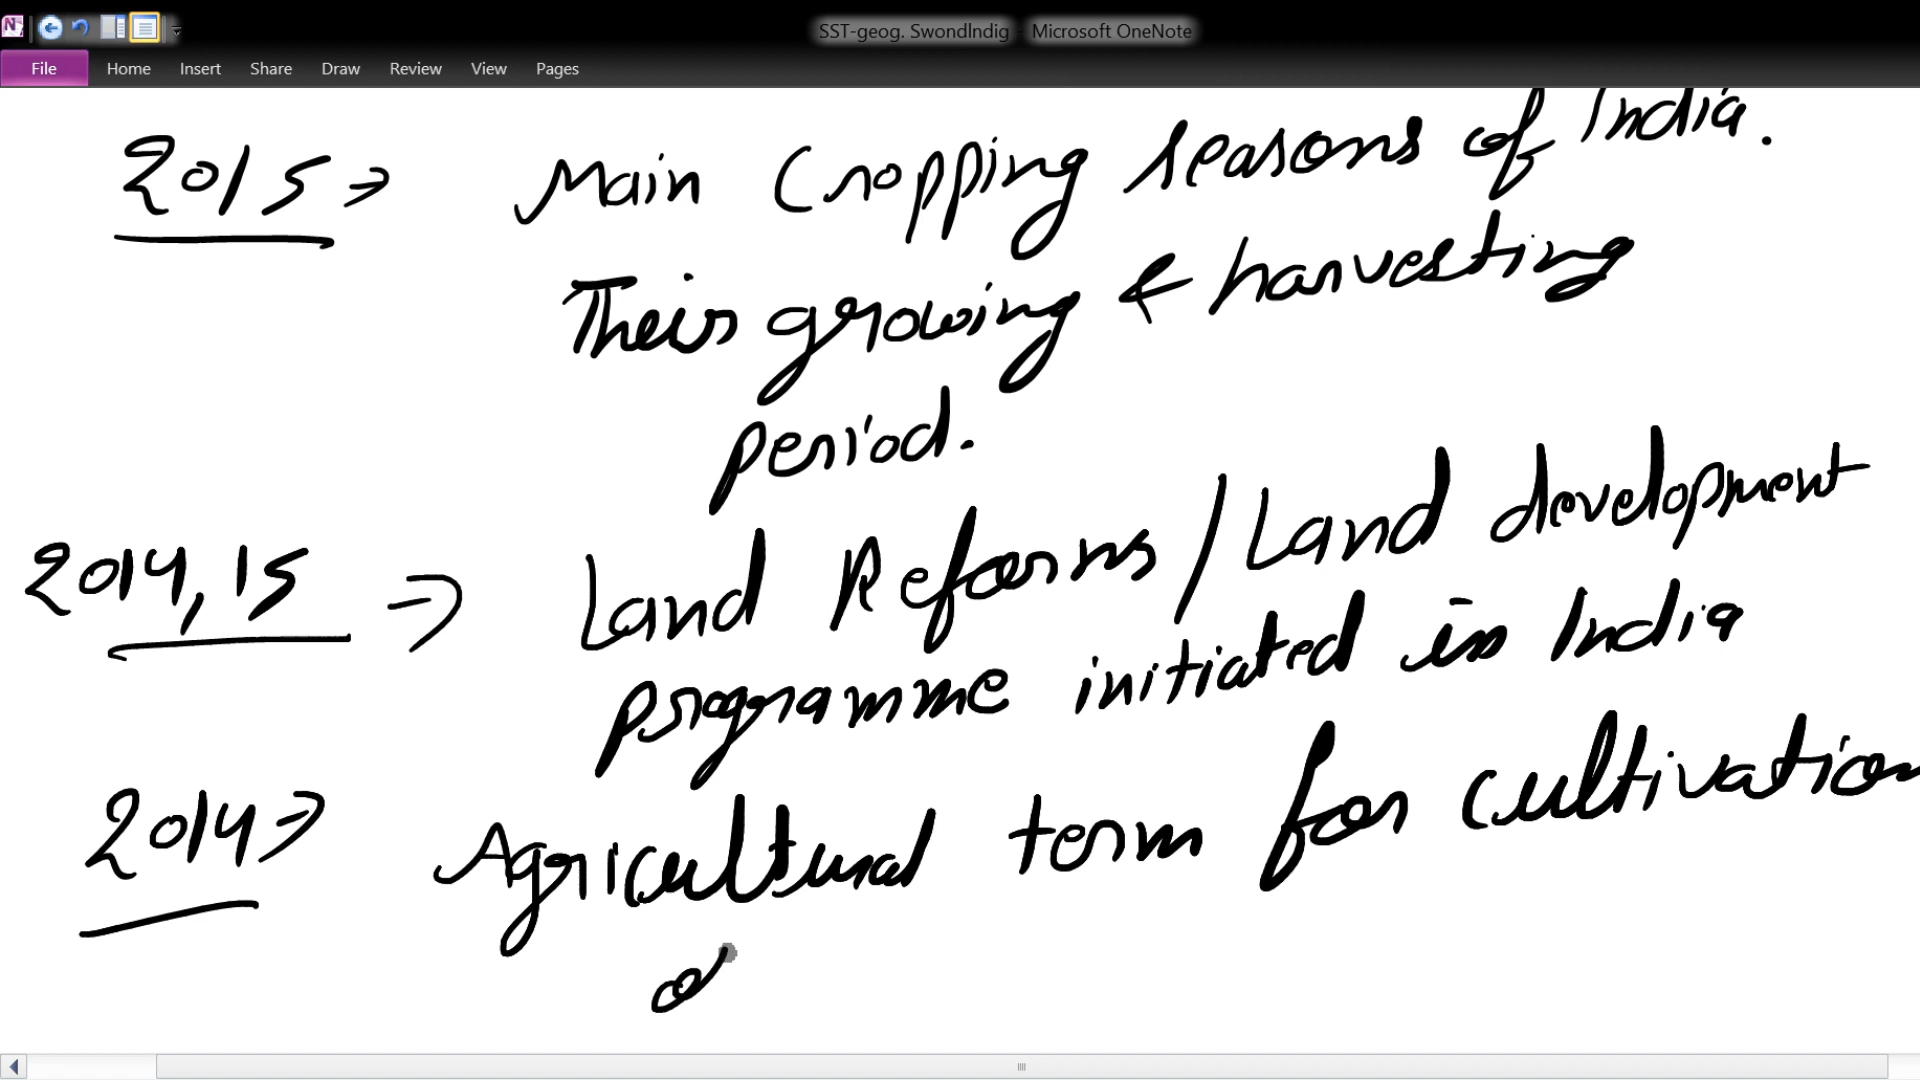 SST-geog. SwondIndig - Microsoft OneNote
File Home Insert Share Draw Review View Pages
2015 → Main Cropping seasons of India.
Their growing & harvesting
period.
2014, 15 → Land Reforms / Land development
programme initiated in India
2014 → Agricultural term for cultivation